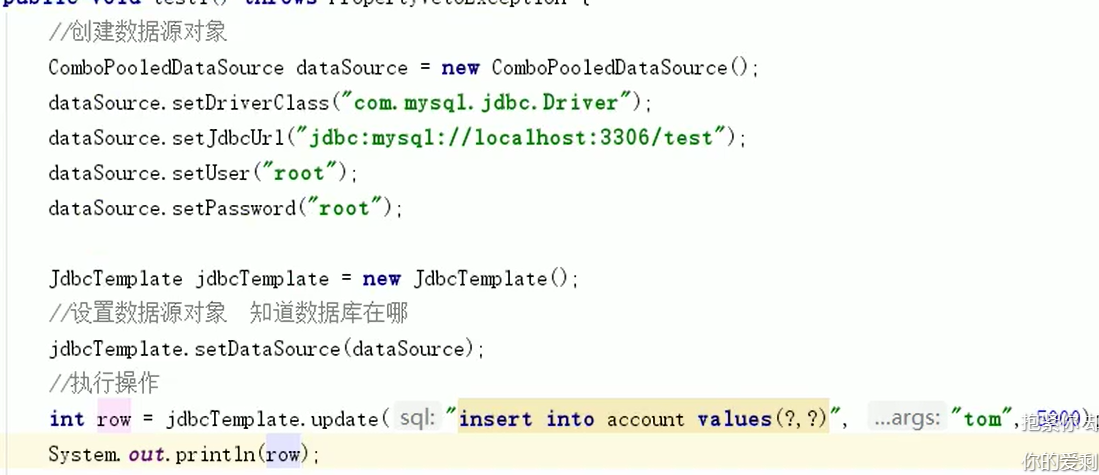 public void test1() throws PropertyVetoException {
//创建数据源对象
ComboPooledDataSource dataSource = new ComboPooledDataSource();
dataSource.setDriverClass("com.mysql.jdbc.Driver");
dataSource.setJdbcUrl("jdbc:mysql://localhost:3306/test");
dataSource.setUser("root");
dataSource.setPassword("root");
JdbcTemplate jdbcTemplate = new JdbcTemplate();
//设置数据源对象 知道数据库在哪
jdbcTemplate.setDataSource(dataSource);
//执行操作
int row = jdbcTemplate.update( sql: "insert into account values(?,?)", ...args: "tom", 5000)
System.out.println(row);
你的爱剩